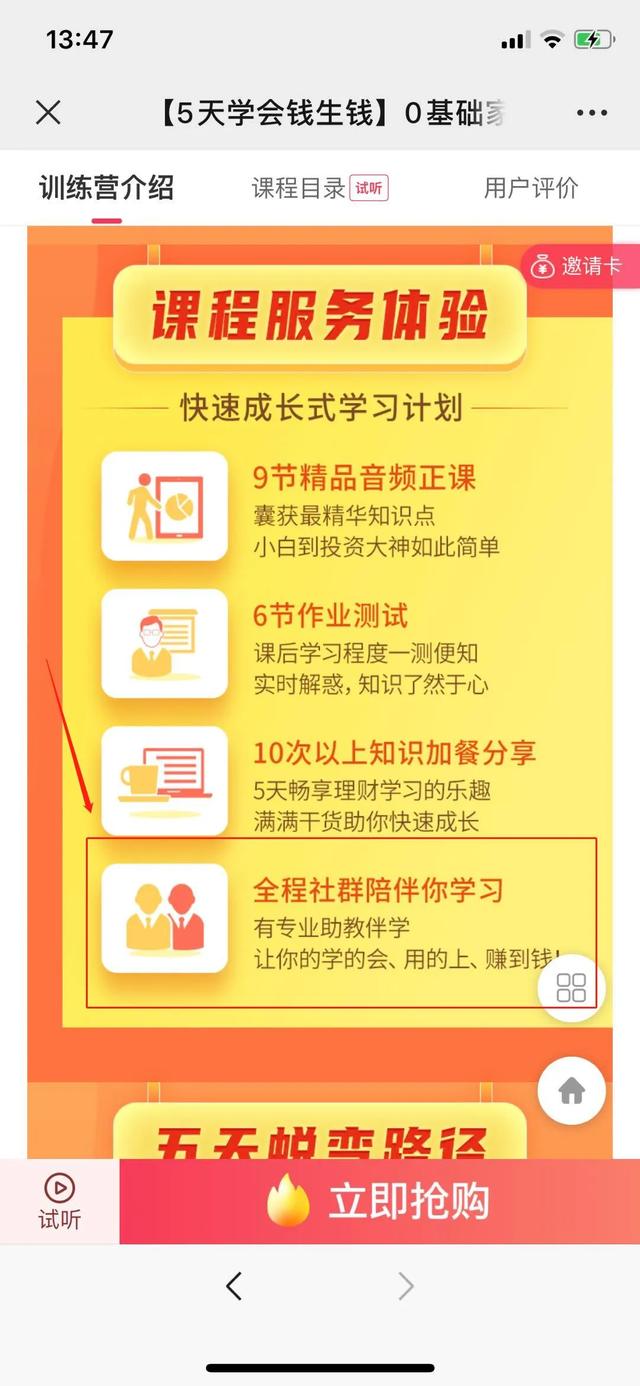 13:47
【5天学会钱生钱】0基础家
训练营介绍
课程目录 试听
用户评价
邀请卡
课程服务体验
快速成长式学习计划
9节精品音频正课
囊获最精华知识点
小白到投资大神如此简单
6节作业测试
课后学习程度一测便知
实时解惑，知识了然于心
10次以上知识加餐分享
5天畅享理财学习的乐趣
满满干货助你快速成长
全程社群陪伴你学习
有专业助教伴学
让你的学的会、用的上、赚到钱！
五天蜕变路径
试听
立即抢购